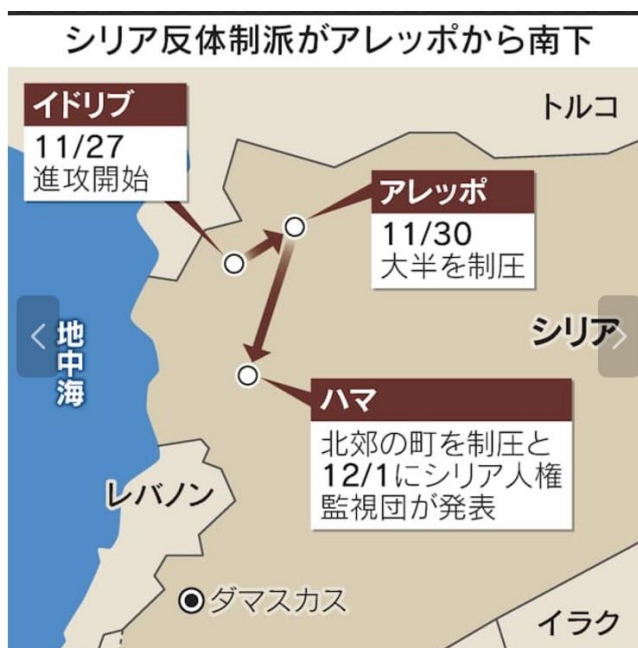 シリア反体制派がアレッポから南下
イドリブ
11/27
進攻開始
トルコ
アレッポ
11/30
大半を制圧
シリア
地中海
ハマ
北郊の町を制圧と
12/1にシリア人権
監視団が発表
レバノン
ダマスカス
イラク